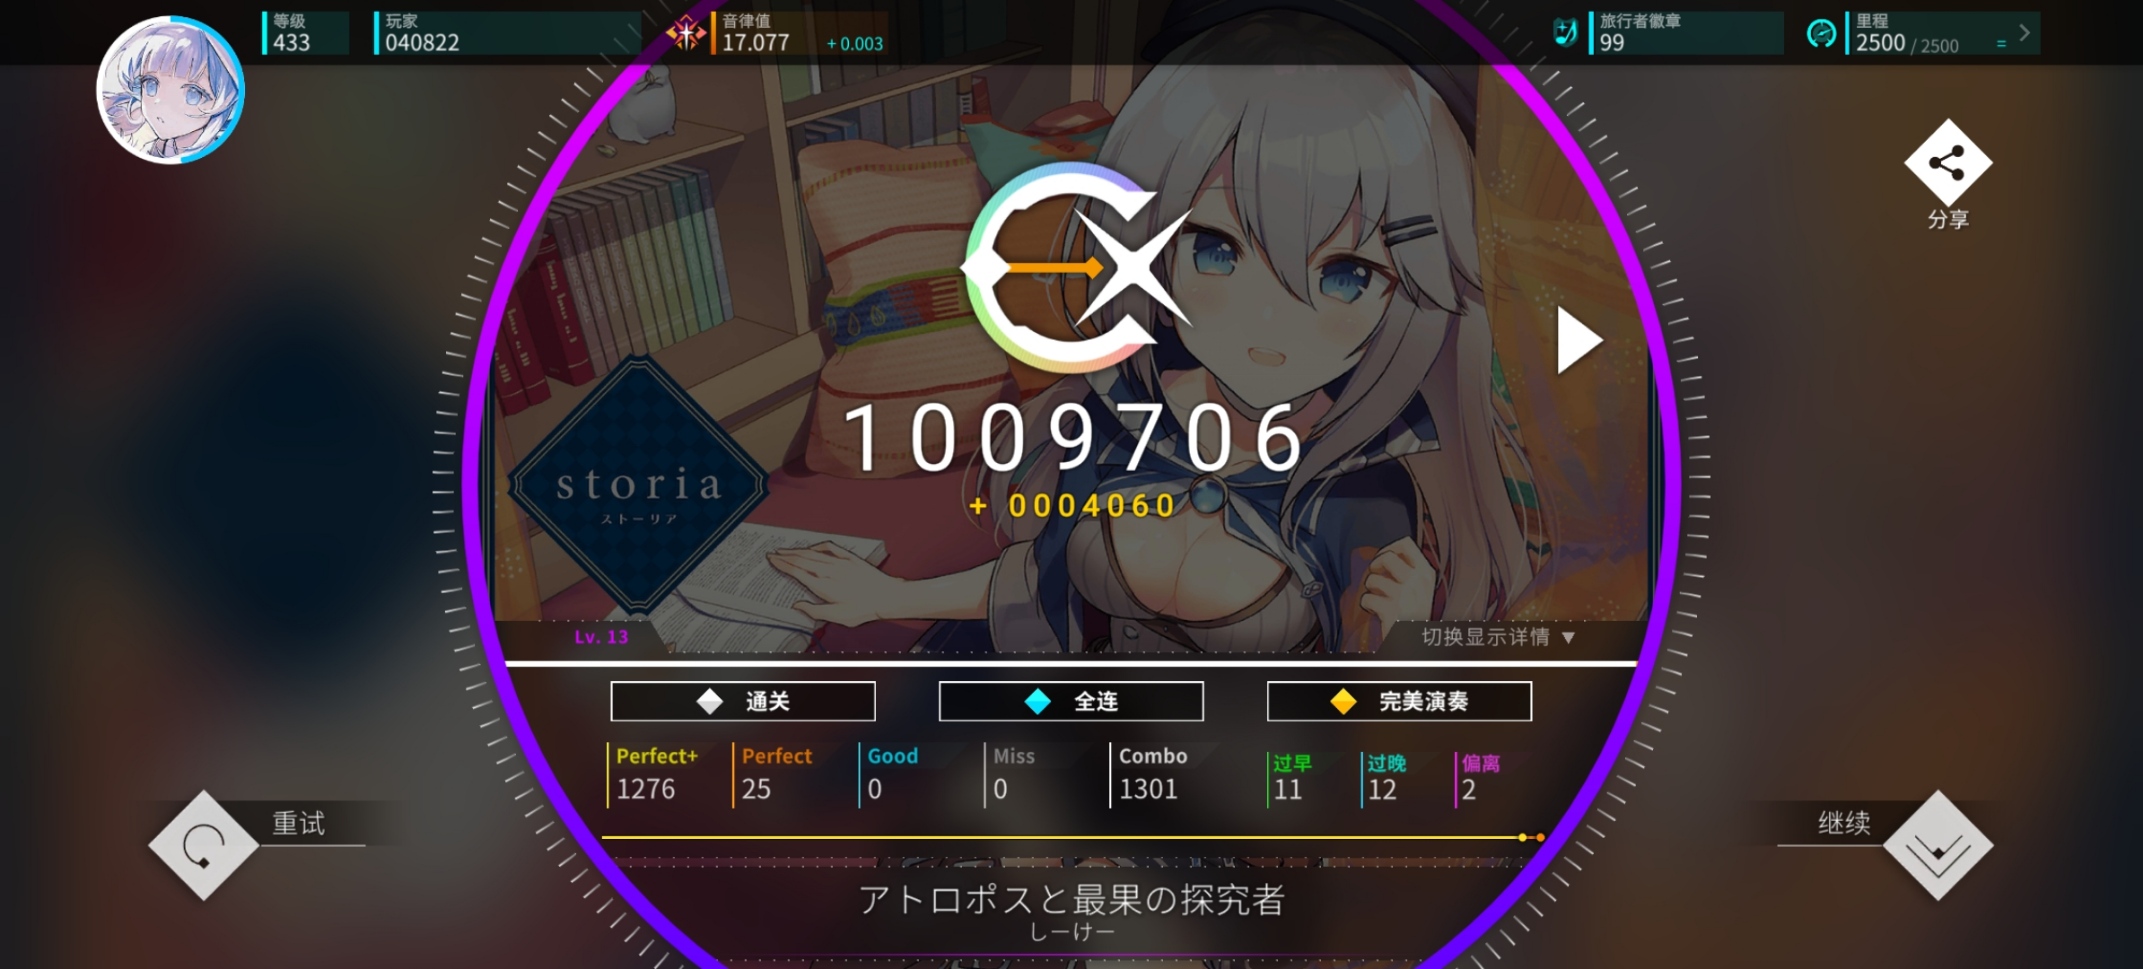 等级
433
玩家
040822
音律值
17.077 +0.003
旅行者徽章
99
里程
2500 / 2500 =
分享
1009706
+ 0004060
storia
ストーリア
Lv. 13
切换显示详情 ▼
通关
全连
完美演奏
Perfect+
1276
Perfect
25
Good
0
Miss
0
Combo
1301
过早
11
过晚
12
偏离
2
重试
继续
アトロポスと最果の探究者
しーけー